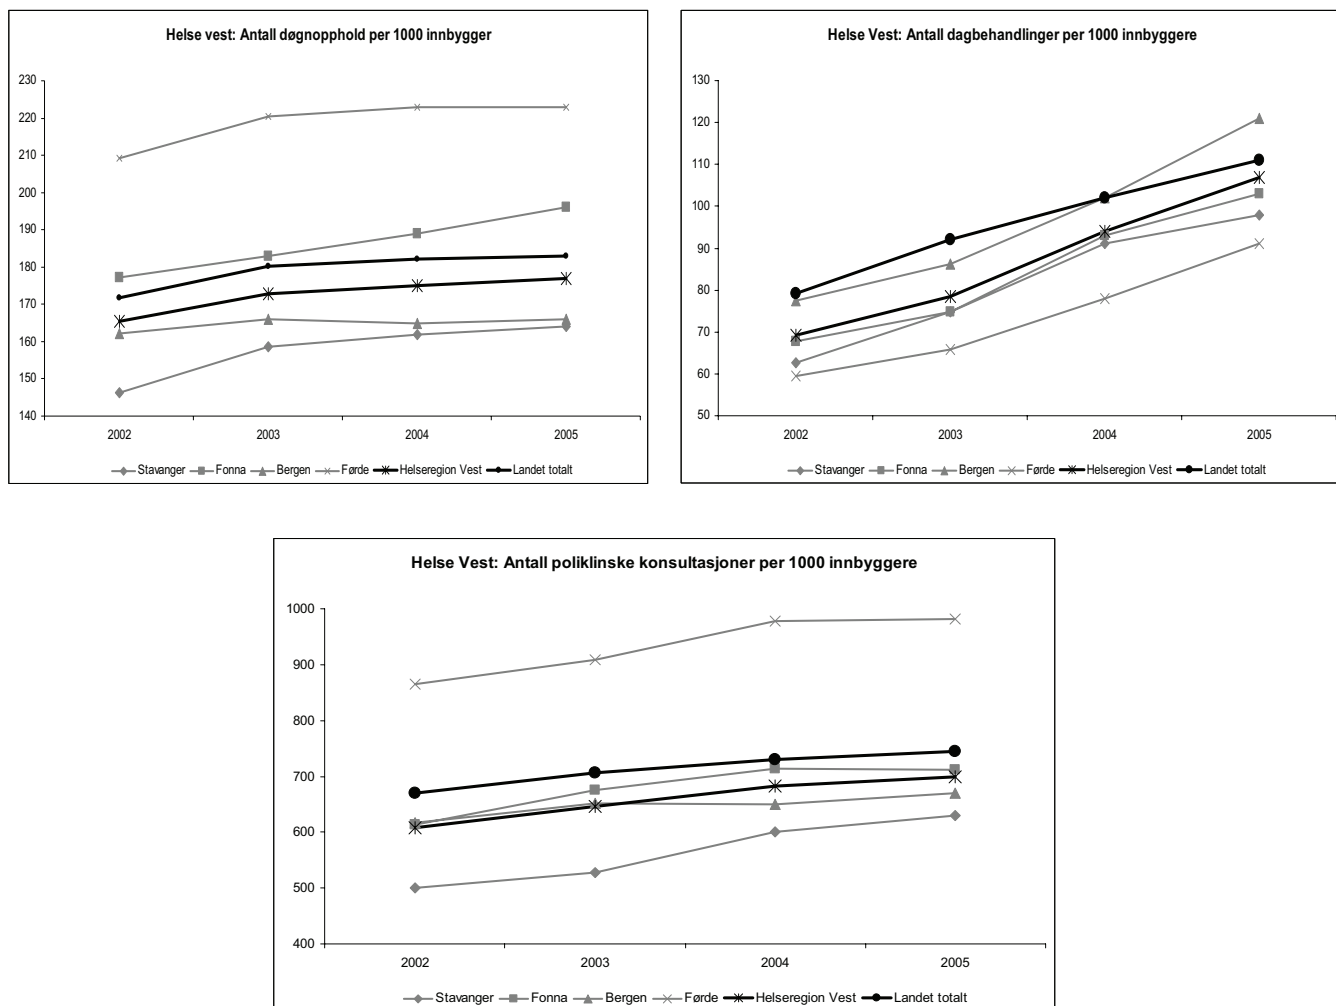 Helse vest: Antall døgnopphold per 1000 innbygger
230
220
210
200
190
180
170
160
150
140
2002 2003 2004 2005
Stavanger Fonna Bergen Førde Helseregion Vest Landet totalt
Helse Vest: Antall dagbehandlinger per 1000 innbyggere
130
120
110
100
90
80
70
60
50
2002 2003 2004 2005
Stavanger Fonna Bergen Førde Helseregion Vest Landet totalt
Helse Vest: Antall poliklinske konsultasjoner per 1000 innbyggere
1000
900
800
700
600
500
400
2002 2003 2004 2005
Stavanger Fonna Bergen Førde Helseregion Vest Landet totalt